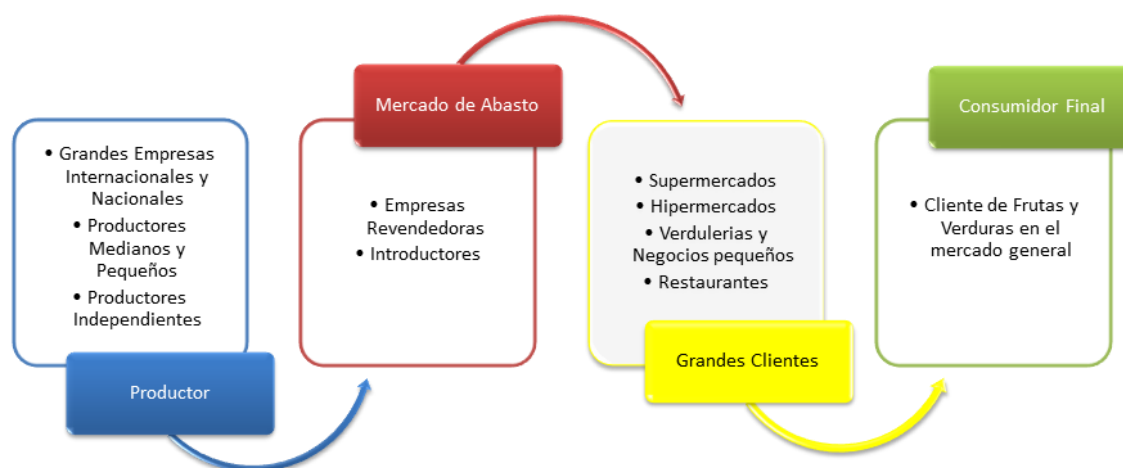 • Grandes Empresas
Internacionales y
Nacionales
• Productores
Medianos y
Pequeños
• Productores
Independientes
Productor
Mercado de Abasto
• Empresas
Revendedoras
• Introductores
• Supermercados
• Hipermercados
• Verdulerias y
Negocios pequeños
• Restaurantes
Grandes Clientes
Consumidor Final
• Cliente de Frutas y
Verduras en el
mercado general